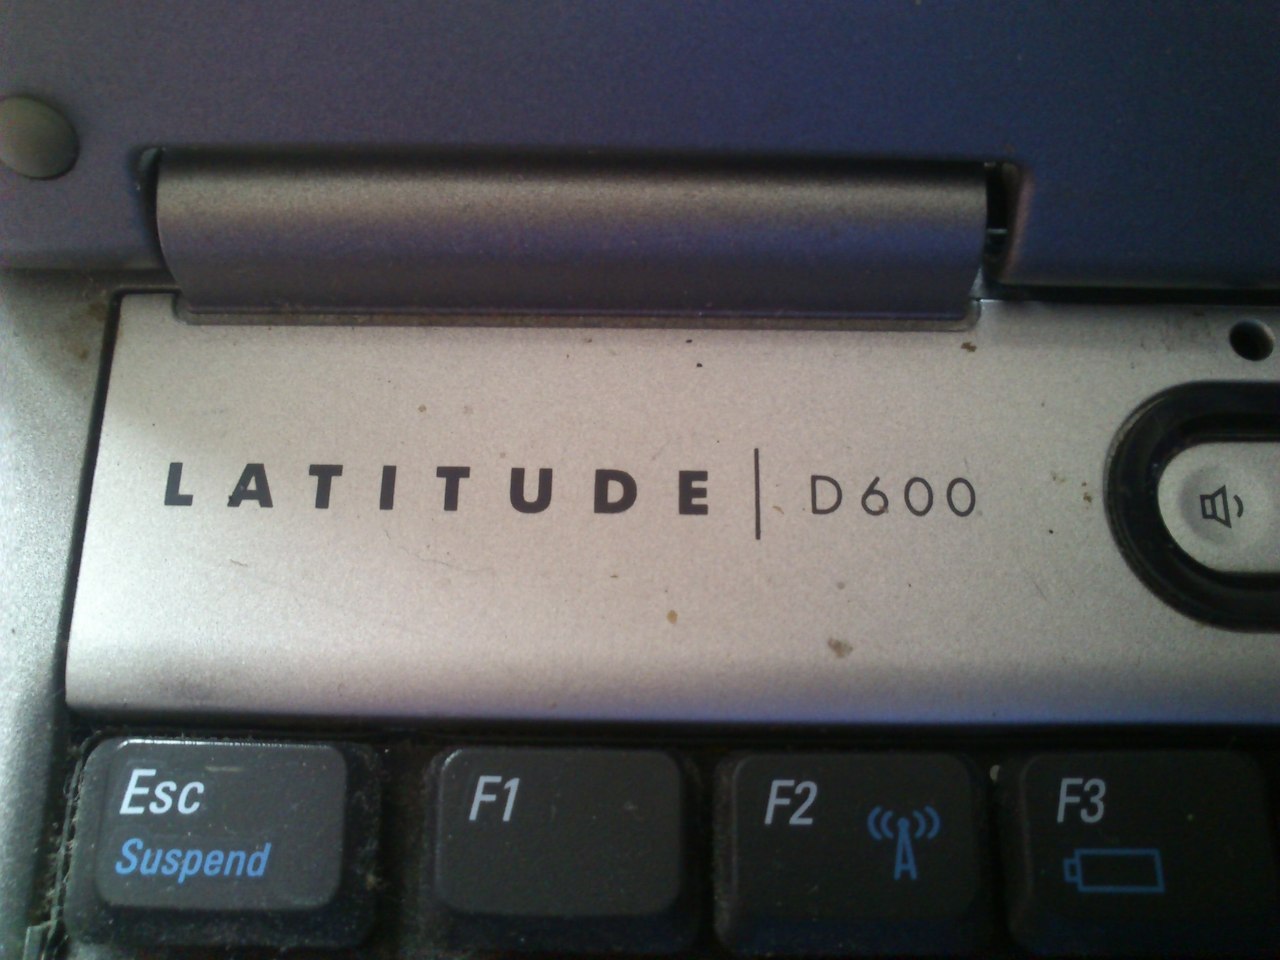 LATITUDE | D600
Esc F1 F2 F3
Suspend